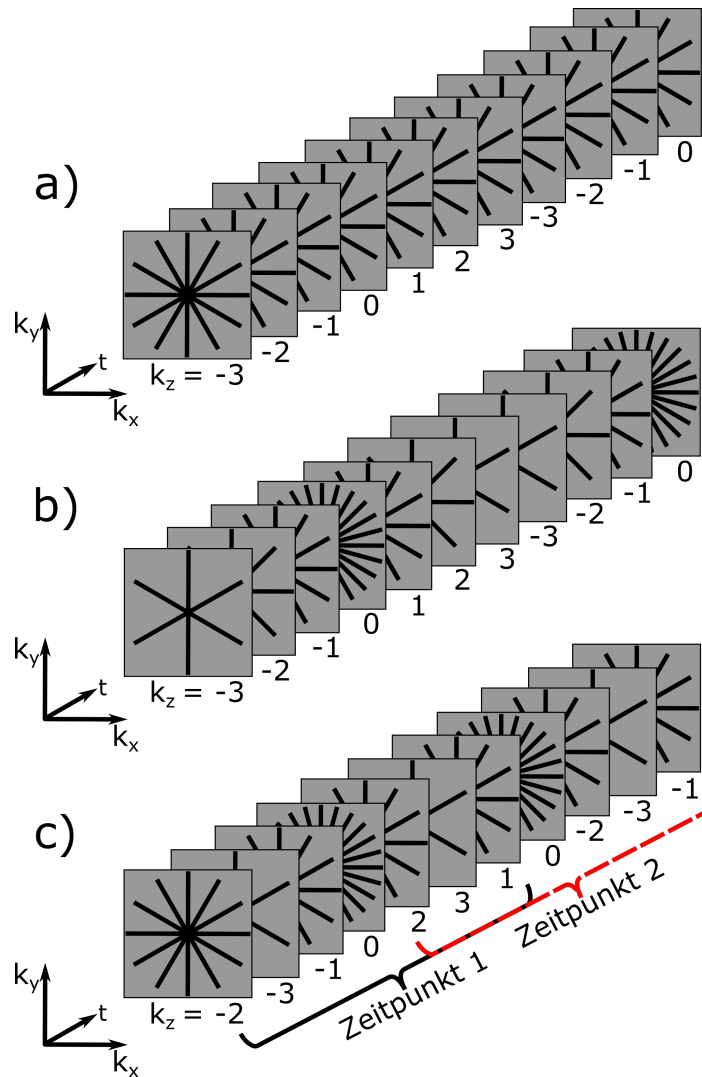 a)
k_y
t
k_x
k_z = -3
-2
-1
0
1
2
3
-3
-2
-1
0
b)
k_y
t
k_x
k_z = -3
-2
-1
0
1
2
3
-3
-2
-1
0
c)
k_y
t
k_x
k_z = -2
-3
-1
0
2
3
1
0
-2
-3
-1
Zeitpunkt 1
Zeitpunkt 2